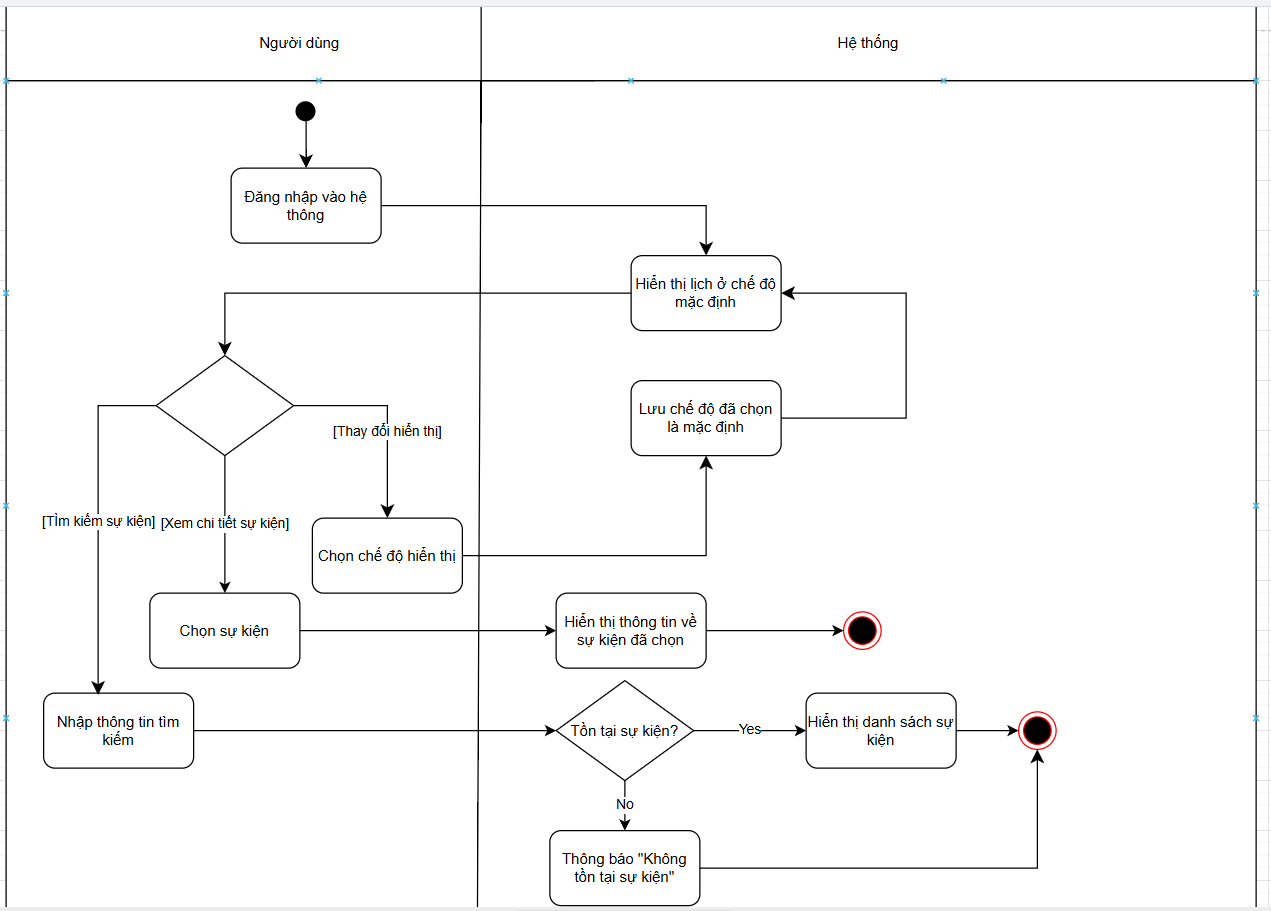 Người dùng
Hệ thống
Đăng nhập vào hệ
thông
Hiển thị lịch ở chế độ
mặc định
Lưu chế độ đã chọn
là mặc định
[Thay đổi hiển thị]
[TÌm kiếm sự kiện]
[Xem chi tiết sự kiện]
Chọn chế độ hiển thị
Chọn sự kiện
Hiển thị thông tin về
sự kiện đã chọn
Nhập thông tin tìm
kiếm
Tồn tại sự kiện?
Yes
Hiển thị danh sách sự
kiện
No
Thông báo "Không
tồn tại sự kiện"